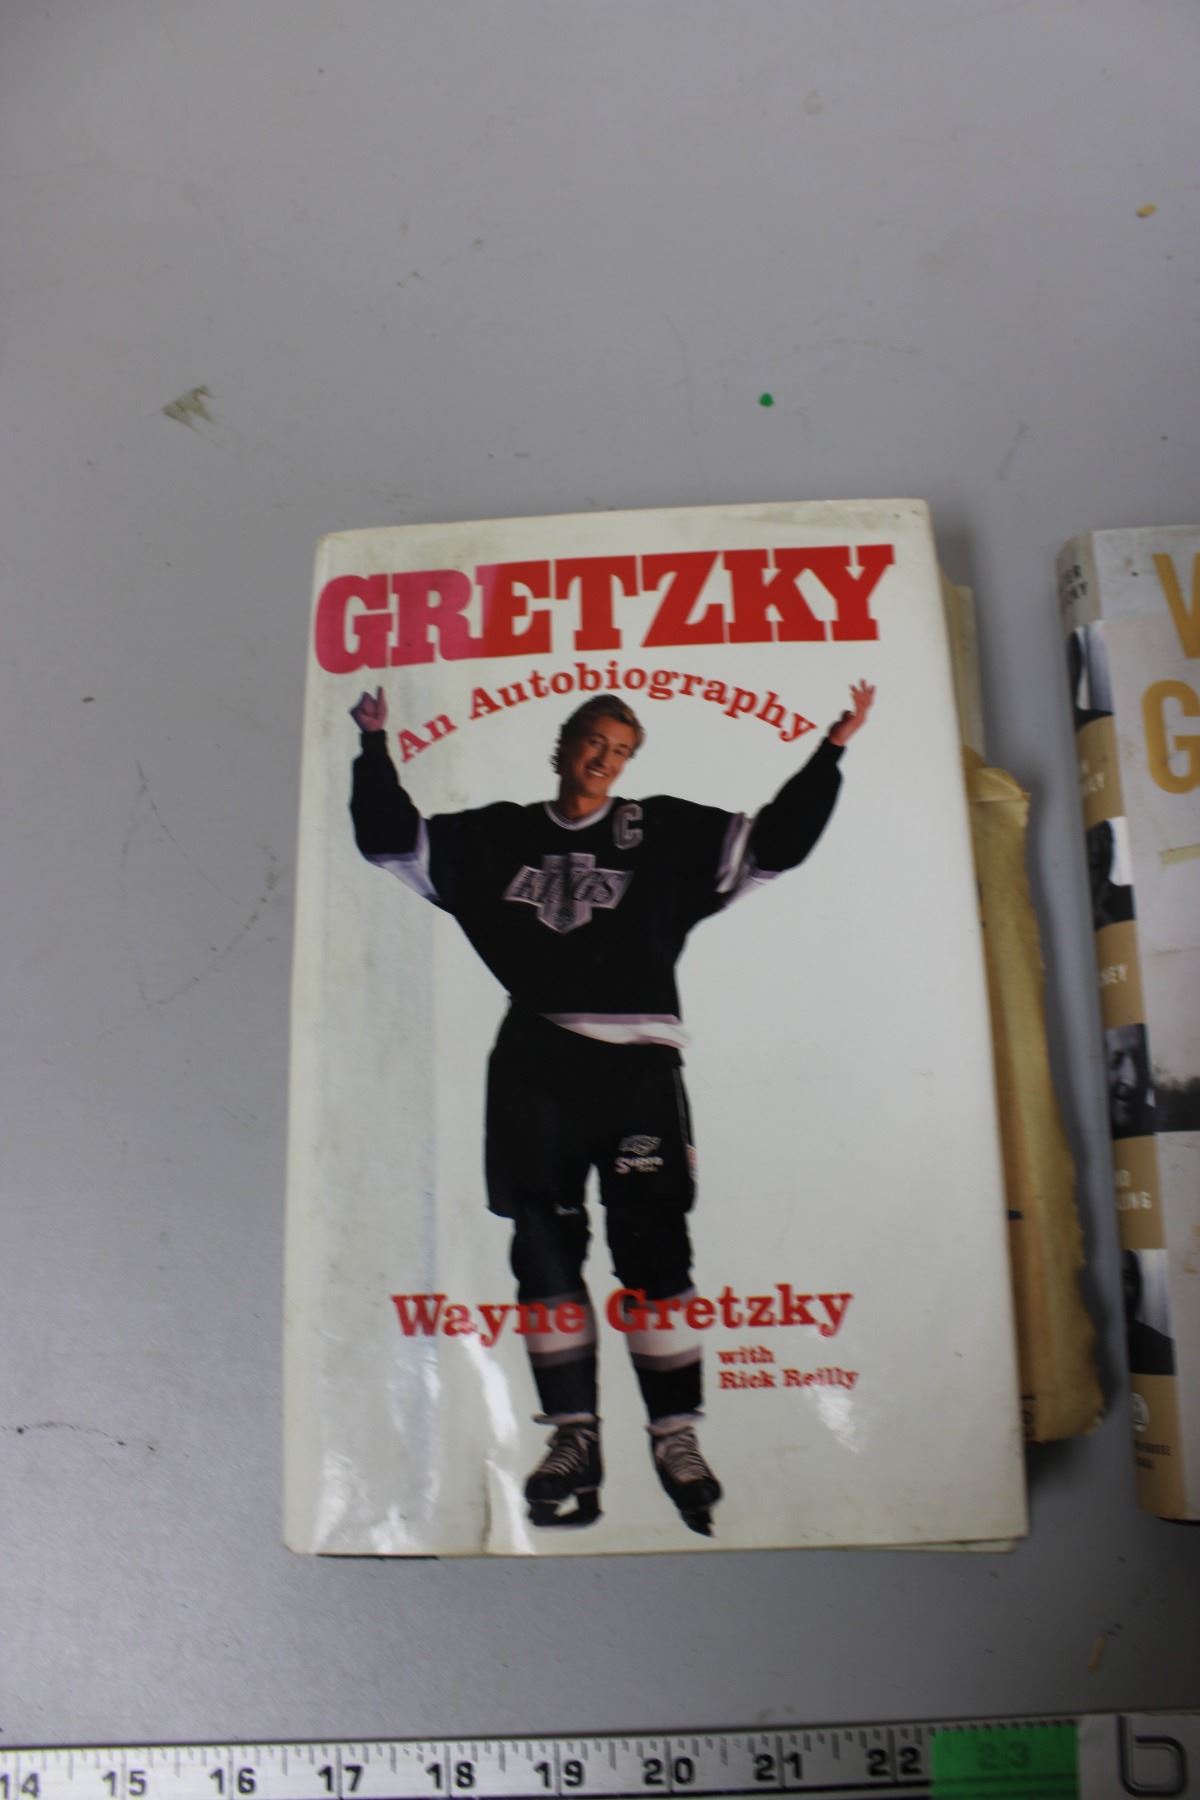 GRETZKY
An Autobiography
C
KINGS
KINGS
Wayne Gretzky
with
Rick Reilly
G
14 15 16 17 18 19 20 21 22 23